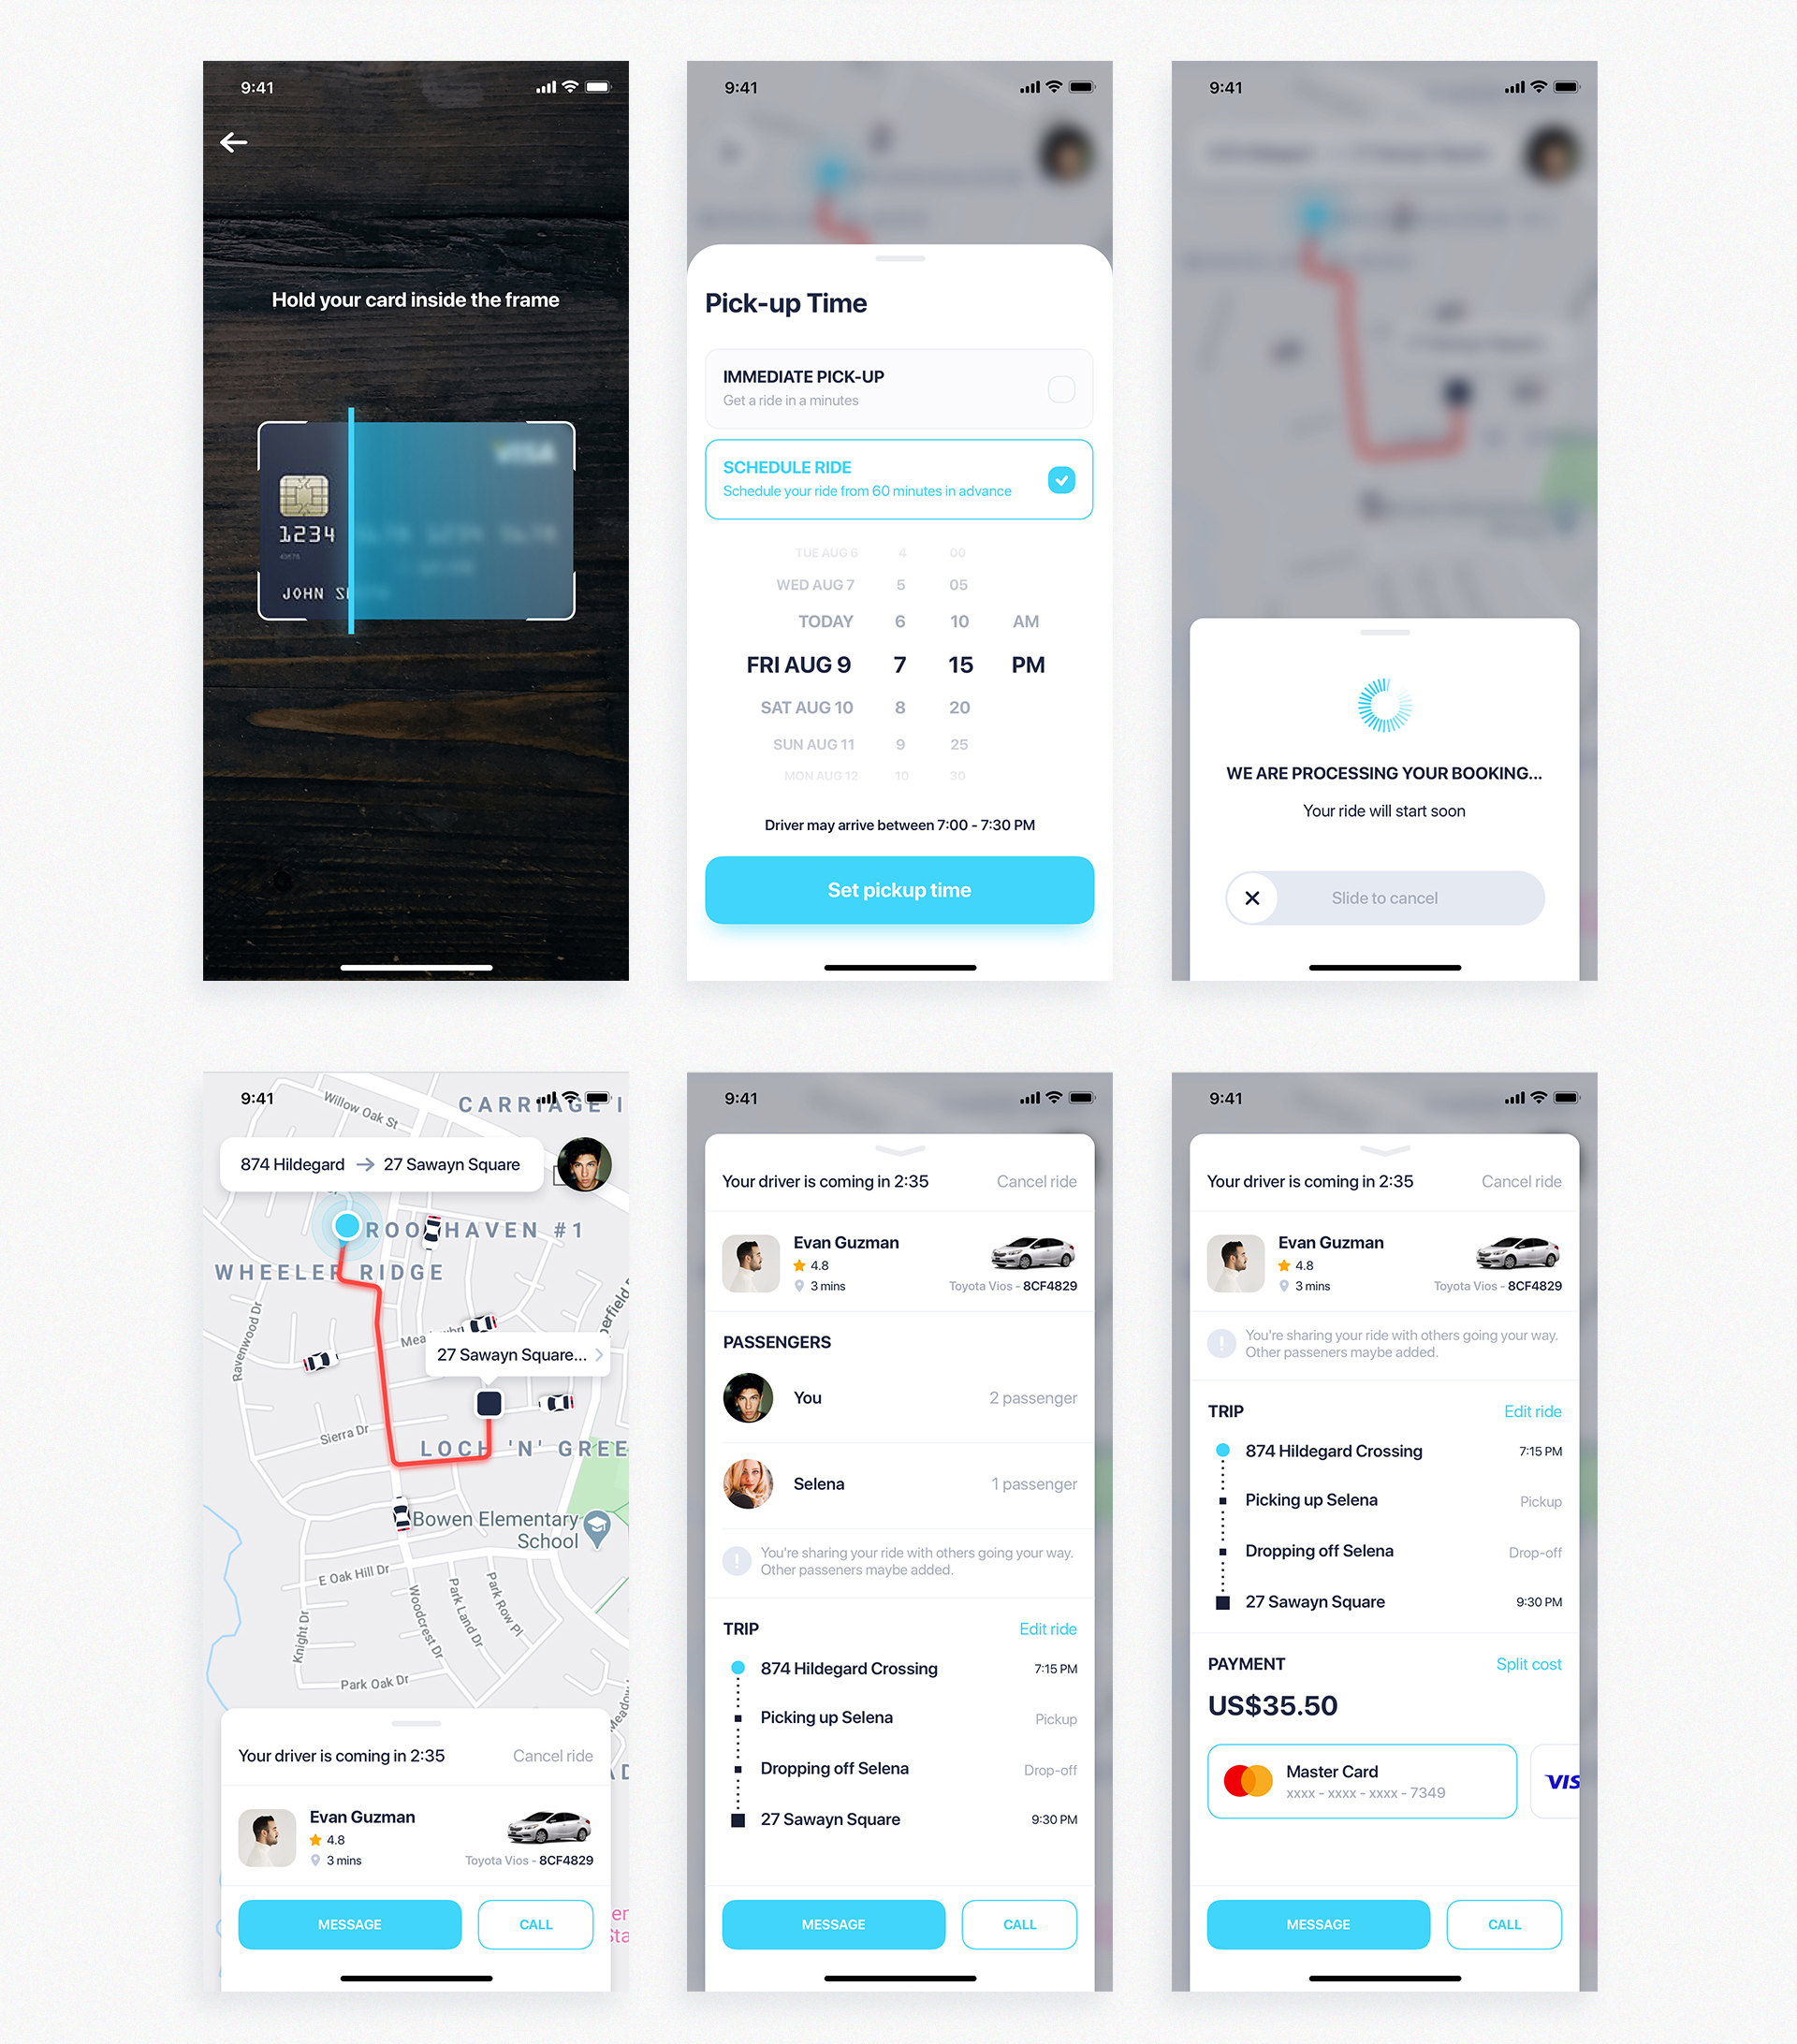 9:41
Hold your card inside the frame
VISA
1234
JOHN S
9:41
Pick-up Time
IMMEDIATE PICK-UP
Get a ride in a minutes
SCHEDULE RIDE
Schedule your ride from 60 minutes in advance
TUE AUG 6 4 00
WED AUG 7 5 05
TODAY 6 10 AM
FRI AUG 9 7 15 PM
SAT AUG 10 8 20
SUN AUG 11 9 25
MON AUG 12 10 30
Driver may arrive between 7:00 - 7:30 PM
Set pickup time
9:41
WE ARE PROCESSING YOUR BOOKING...
Your ride will start soon
Slide to cancel
9:41
Willow Oak St
CARRIAGE I
874 Hildegard → 27 Sawayn Square
ROO HAVEN #1
WHEELER RIDGE
Ravenwood Dr
perfield
Mea
27 Sawayn Square...
Sierra Dr
LOCH 'N' GREE
Bowen Elementary
School
E Oak Hill Dr
Knight Dr
Woodcrest Dr
Park Land Dr
Park Row Pl
Park Oak Dr
Meadow
Your driver is coming in 2:35 Cancel ride
Evan Guzman
4.8
3 mins
Toyota Vios - 8CF4829
MESSAGE CALL
9:41
Your driver is coming in 2:35 Cancel ride
Evan Guzman
4.8
3 mins
Toyota Vios - 8CF4829
PASSENGERS
You 2 passenger
Selena 1 passenger
You're sharing your ride with others going your way.
Other passeners maybe added.
TRIP Edit ride
874 Hildegard Crossing 7:15 PM
Picking up Selena Pickup
Dropping off Selena Drop-off
27 Sawayn Square 9:30 PM
MESSAGE CALL
9:41
Your driver is coming in 2:35 Cancel ride
Evan Guzman
4.8
3 mins
Toyota Vios - 8CF4829
You're sharing your ride with others going your way.
Other passeners maybe added.
TRIP Edit ride
874 Hildegard Crossing 7:15 PM
Picking up Selena Pickup
Dropping off Selena Drop-off
27 Sawayn Square 9:30 PM
PAYMENT Split cost
US$35.50
Master Card
xxxx - xxxx - xxxx - 7349
VIS
MESSAGE CALL